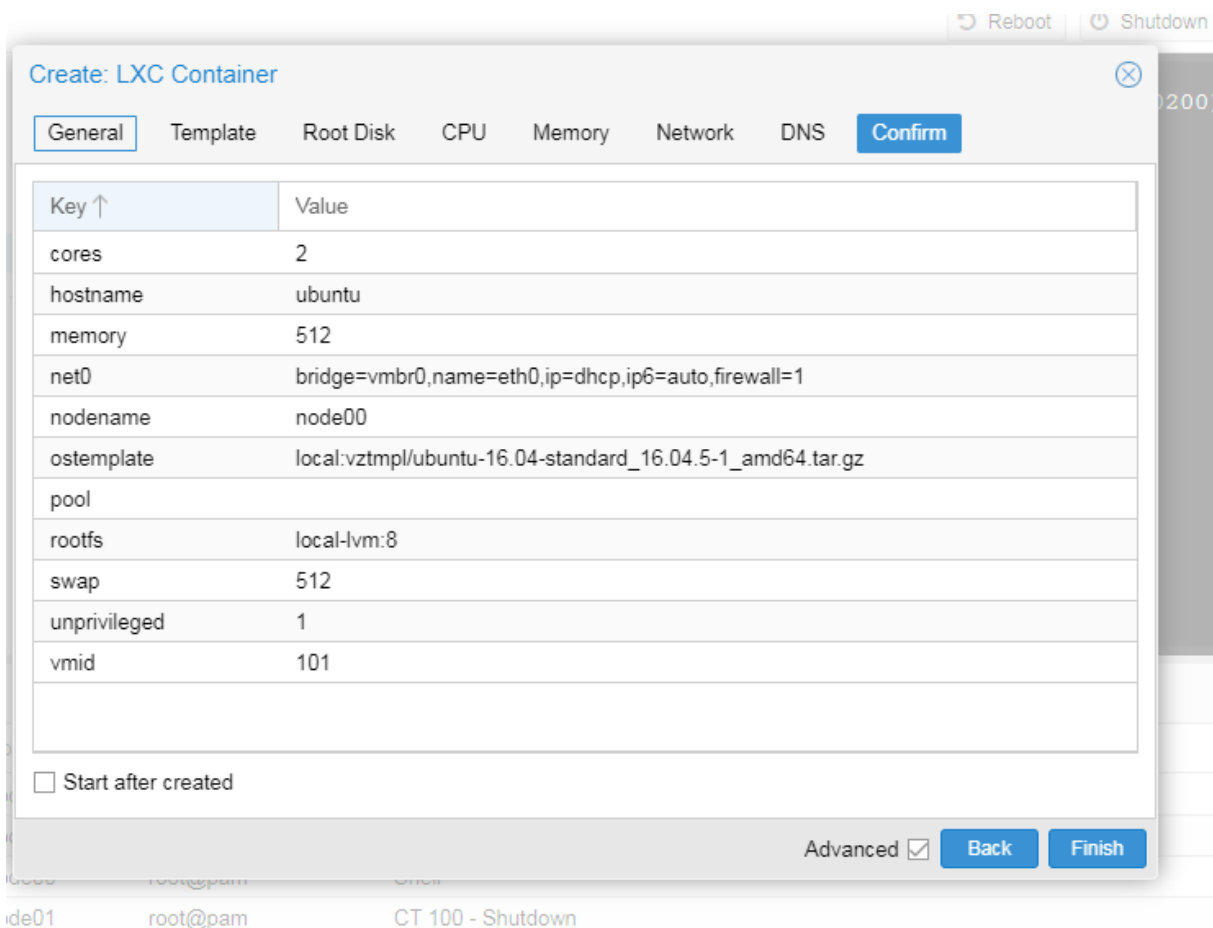 Reboot Shutdown
Create: LXC Container
0200
General Template Root Disk CPU Memory Network DNS Confirm
Key ↑ Value
cores 2
hostname ubuntu
memory 512
net0 bridge=vmbr0,name=eth0,ip=dhcp,ip6=auto,firewall=1
nodename node00
ostemplate local:vztmpl/ubuntu-16.04-standard_16.04.5-1_amd64.tar.gz
pool
rootfs local-lvm:8
swap 512
unprivileged 1
vmid 101
Start after created
Advanced Back Finish
root@pam Shell
de01 root@pam CT 100 - Shutdown